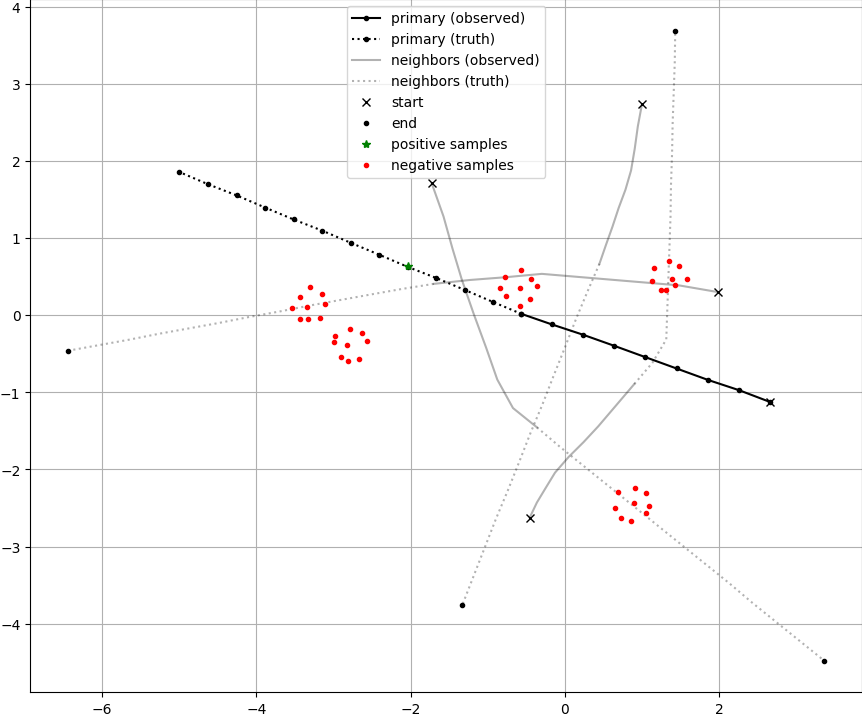 primary (observed)
primary (truth)
neighbors (observed)
neighbors (truth)
start
end
positive samples
negative samples
4
3
2
1
0
−1
−2
−3
−4
−6
−4
−2
0
2